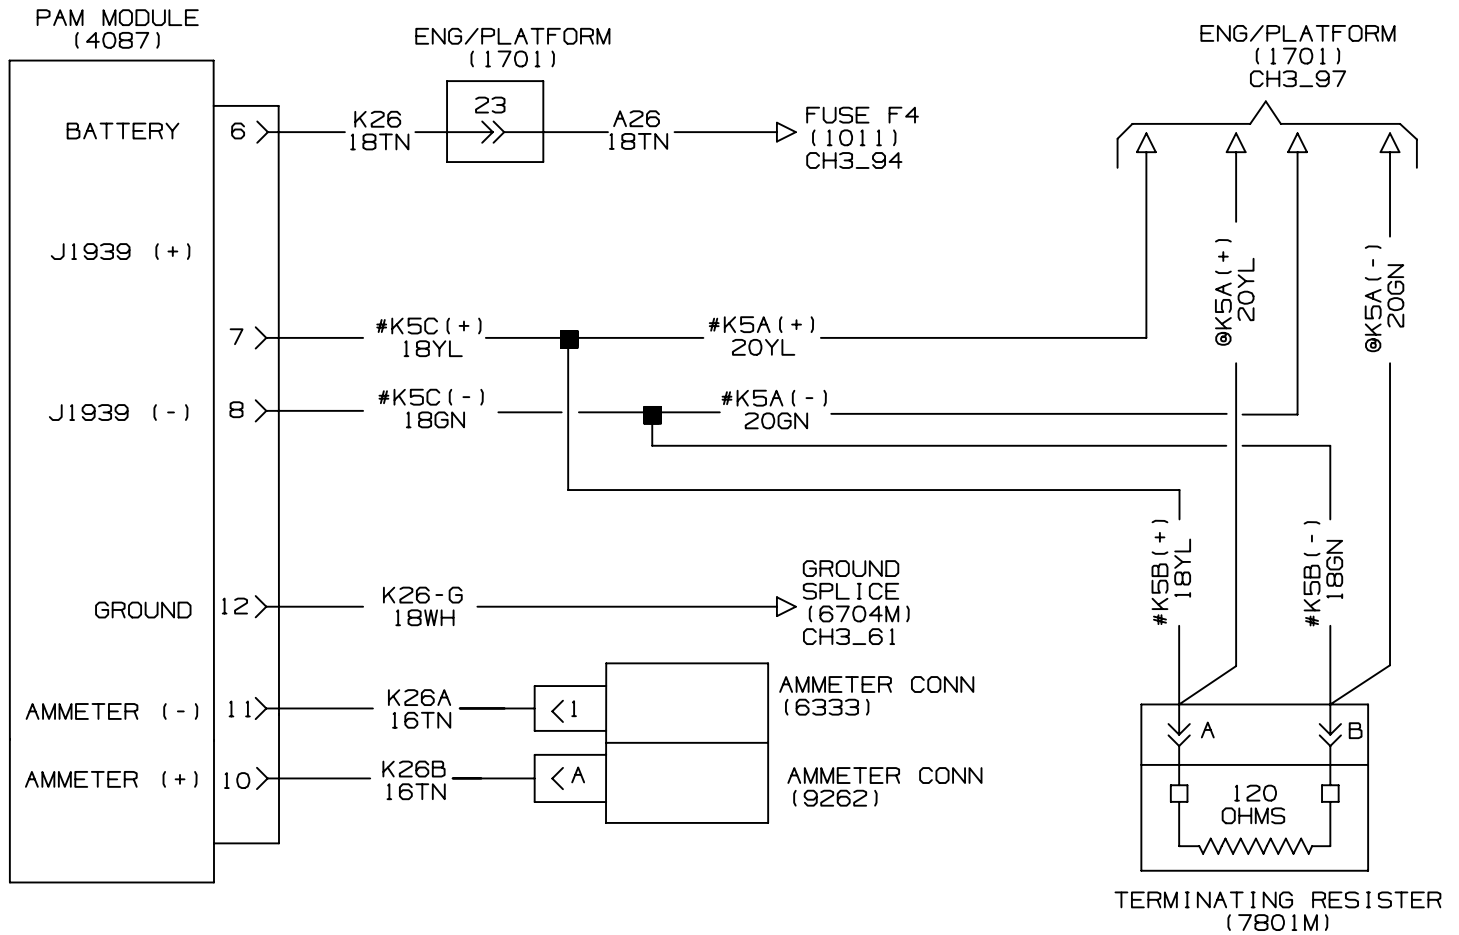 PAM MODULE
(4087)
ENG/PLATFORM
(1701)
ENG/PLATFORM
(1701)
CH3_97
BATTERY
6
K26
18TN
23
A26
18TN
FUSE F4
(1011)
CH3_94
J1939 (+)
@K5A(+)
20YL
@K5A(-)
20GN
7
#K5C(+)
18YL
#K5A(+)
20YL
J1939 (-)
8
#K5C(-)
18GN
#K5A(-)
20GN
#K5B(+)
18YL
#K5B(-)
18GN
GROUND
12
K26-G
18WH
GROUND
SPLICE
(6704M)
CH3_61
AMMETER (-)
11
K26A
16TN
1
AMMETER CONN
(6333)
AMMETER (+)
10
K26B
16TN
A
AMMETER CONN
(9262)
A
B
120
OHMS
TERMINATING RESISTER
(7801M)